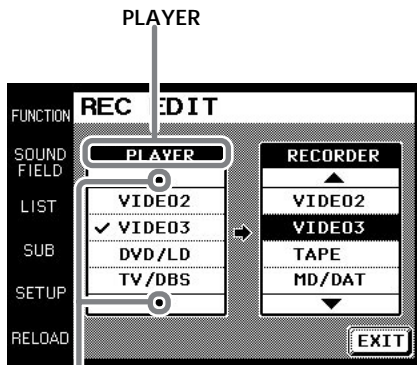 PLAYER
FUNCTION
REC EDIT
SOUND
FIELD
LIST
SUB
SETUP
RELOAD
PLAYER
VIDEO2
✓ VIDEO3
DVD/LD
TV/DBS
RECORDER
VIDEO2
VIDEO3
TAPE
MD/DAT
EXIT